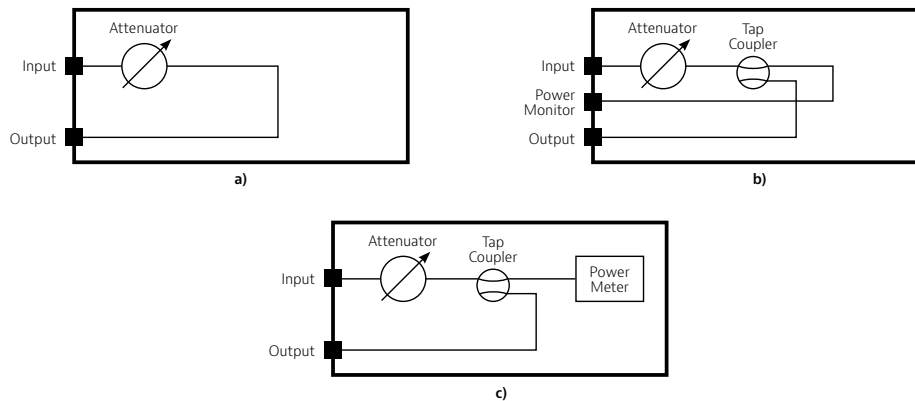 Attenuator
Input
Output
a)
Attenuator
Tap
Coupler
Input
Power
Monitor
Output
b)
Attenuator
Tap
Coupler
Input
Power
Meter
Output
c)